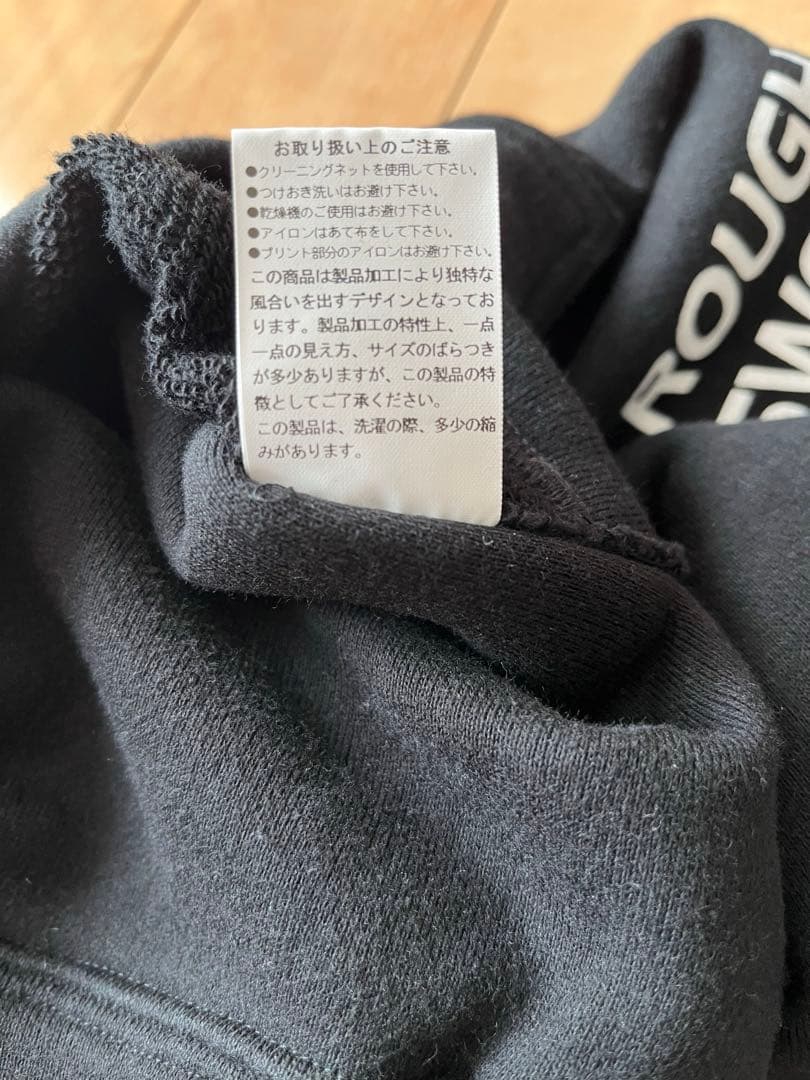 お取り扱い上のご注意
●クリーニングネットを使用して下さい。
●つけおき洗いはお避け下さい。
●乾燥機のご使用はお避け下さい。
●アイロンはあて布をして下さい。
●プリント部分のアイロンはお避け下さい。
この商品は製品加工により独特な
風合いを出すデザインとなってお
ります。製品加工の特性上、一点
一点の見え方、サイズのばらつき
が多少ありますが、この製品の特
徴としてご了承ください。
この製品は、洗濯の際、多少の縮
みがあります。
ROUGH